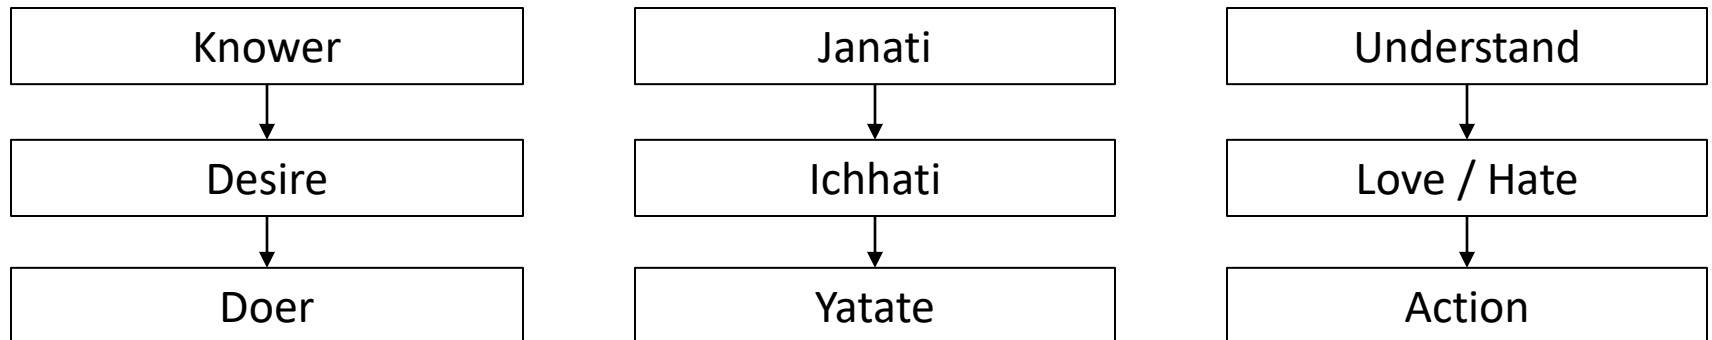 Knower
Janati
Understand
Desire
Ichhati
Love / Hate
Doer
Yatate
Action